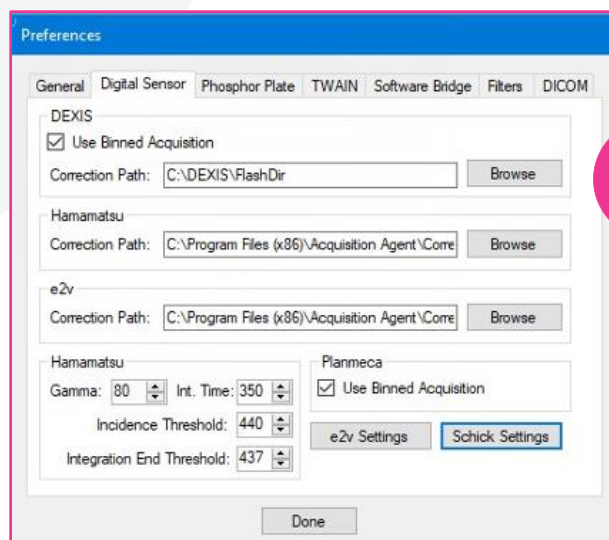 Preferences
General Digital Sensor Phosphor Plate TWAIN Software Bridge Filters DICOM
DEXIS
Use Binned Acquisition
Correction Path: C:\DEXIS\FlashDir Browse
Hamamatsu
Correction Path: C:\Program Files (x86)\Acquisition Agent\Corre Browse
e2v
Correction Path: C:\Program Files (x86)\Acquisition Agent\Corre Browse
Hamamatsu
Gamma: 80 Int. Time: 350
Incidence Threshold: 440
Integration End Threshold: 437
Planmeca
Use Binned Acquisition
e2v Settings Schick Settings
Done